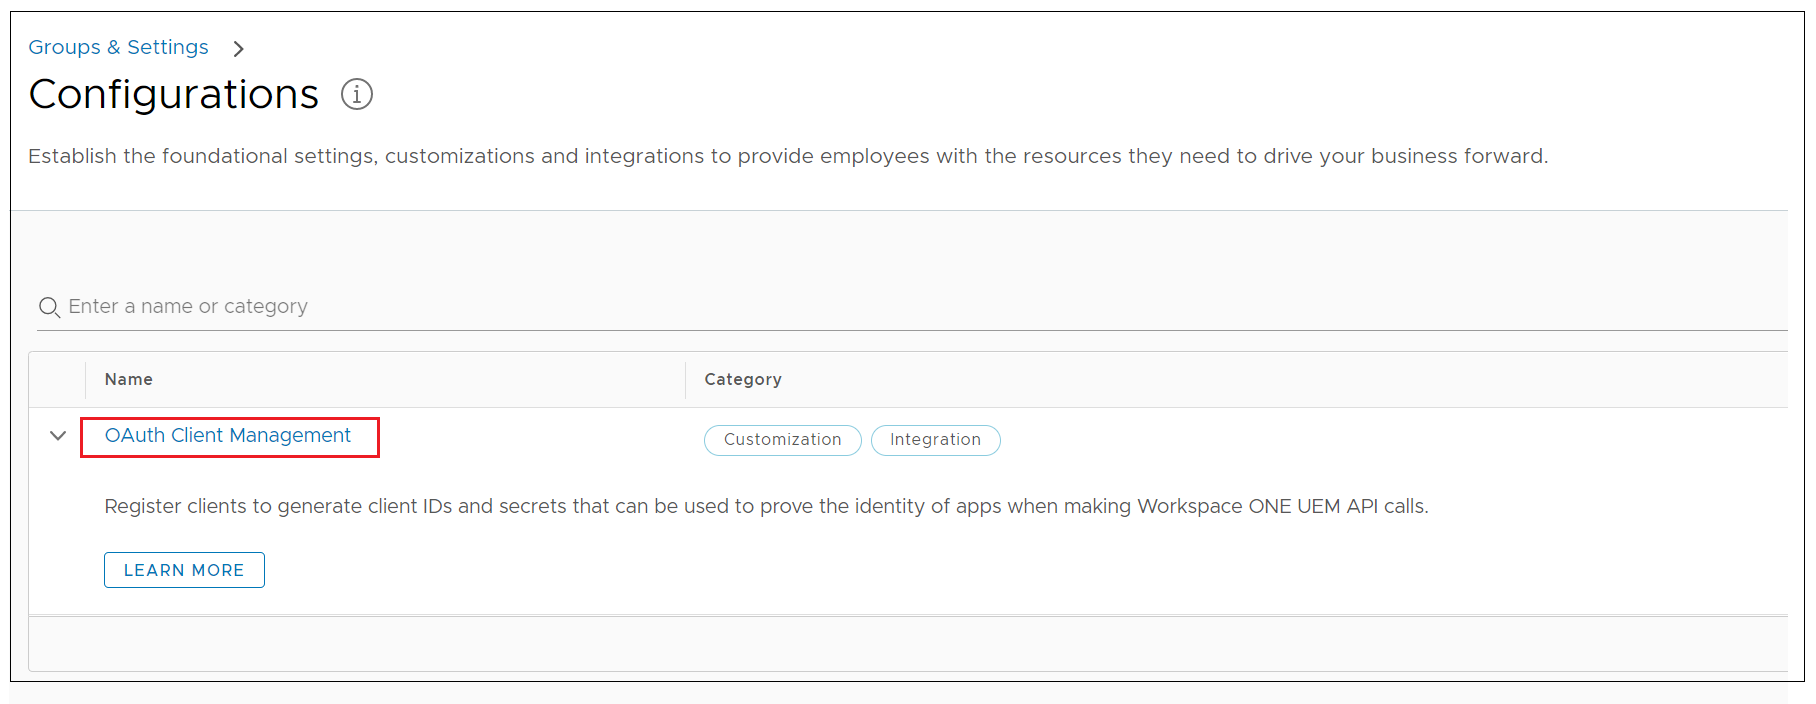 Groups & Settings
Configurations
Establish the foundational settings, customizations and integrations to provide employees with the resources they need to drive your business forward.
Enter a name or category
Name Category
OAuth Client Management Customization Integration
Register clients to generate client IDs and secrets that can be used to prove the identity of apps when making Workspace ONE UEM API calls.
LEARN MORE